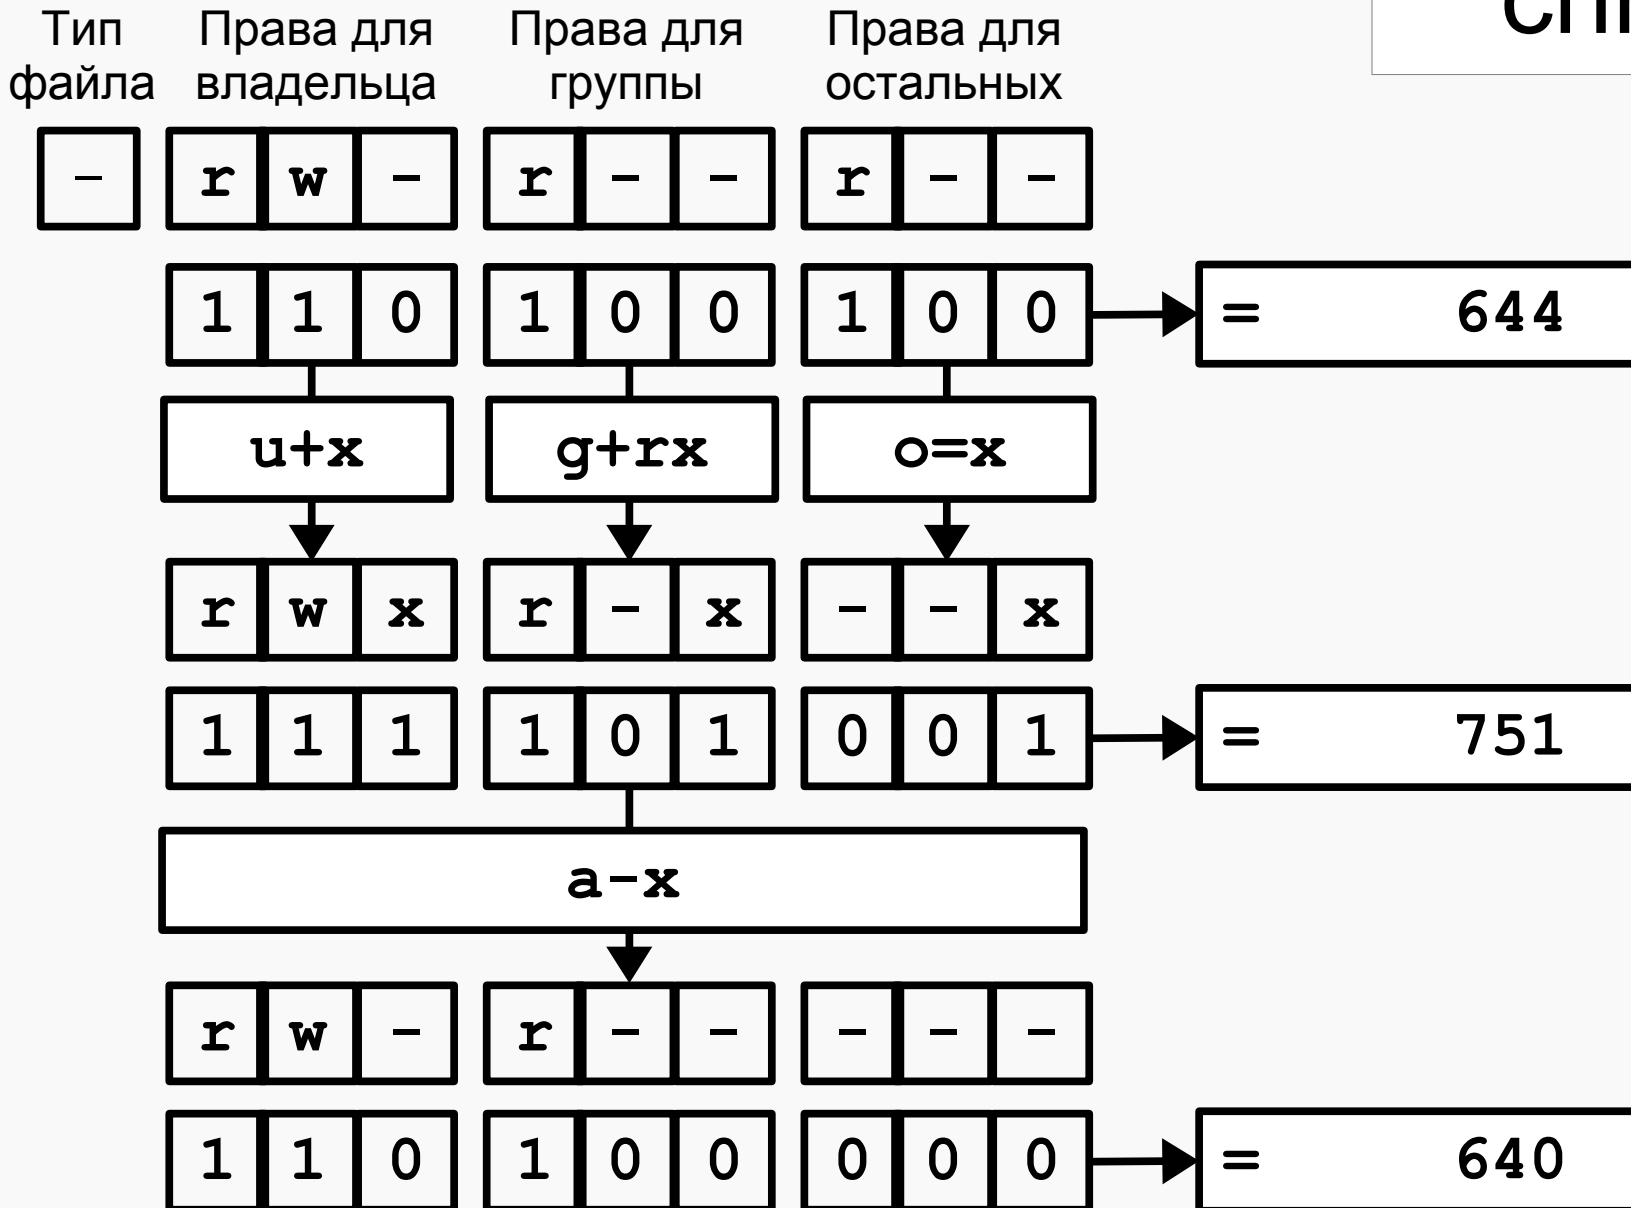 Тип Права для Права для Права для
файла владельца группы остальных
- r w - r - - r - -
1 1 0 1 0 0 1 0 0 = 644
u+x g+rx o=x
r w x r - x - - x
1 1 1 1 0 1 0 0 1 = 751
a-x
r w - r - - - - -
1 1 0 1 0 0 0 0 0 = 640